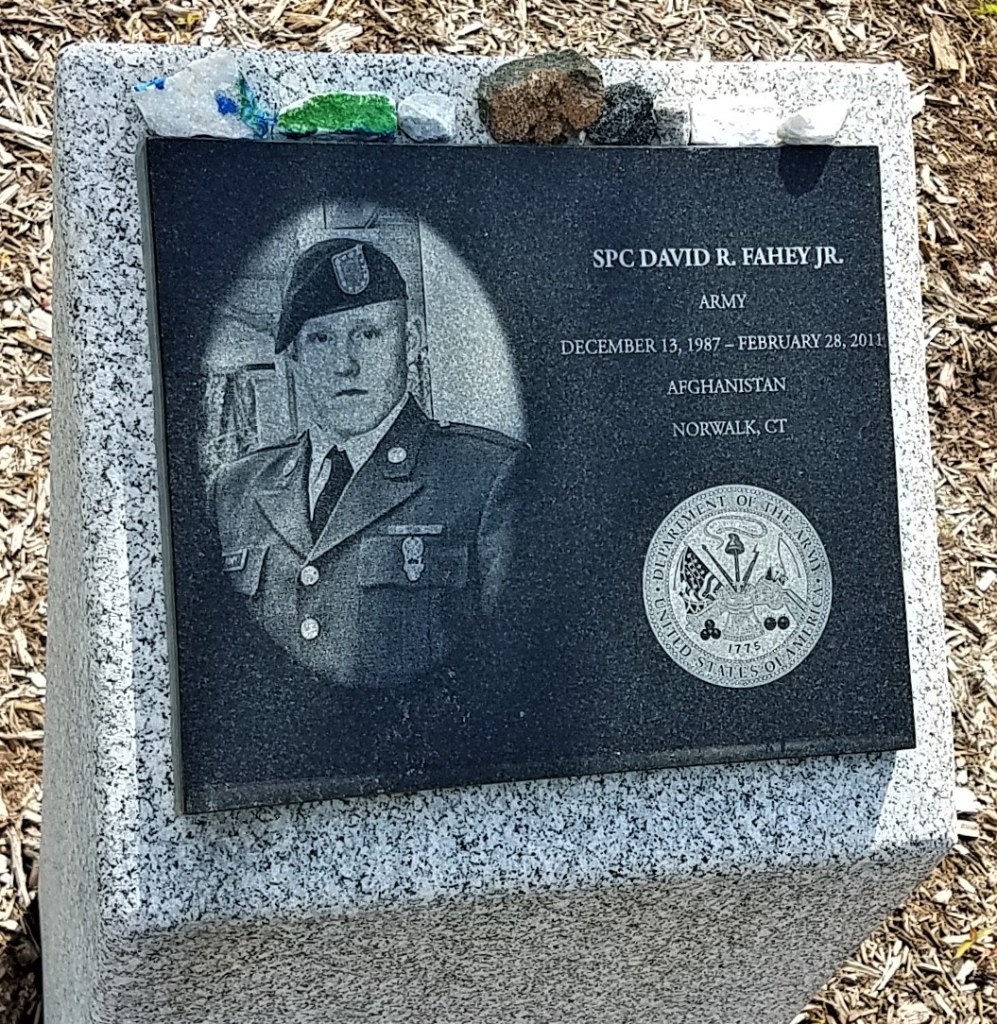 SPC DAVID R. FAHEY JR.
ARMY
DECEMBER 13, 1987 – FEBRUARY 28, 2011
AFGHANISTAN
NORWALK, CT
DEPARTMENT OF THE ARMY
UNITED STATES OF AMERICA
1775